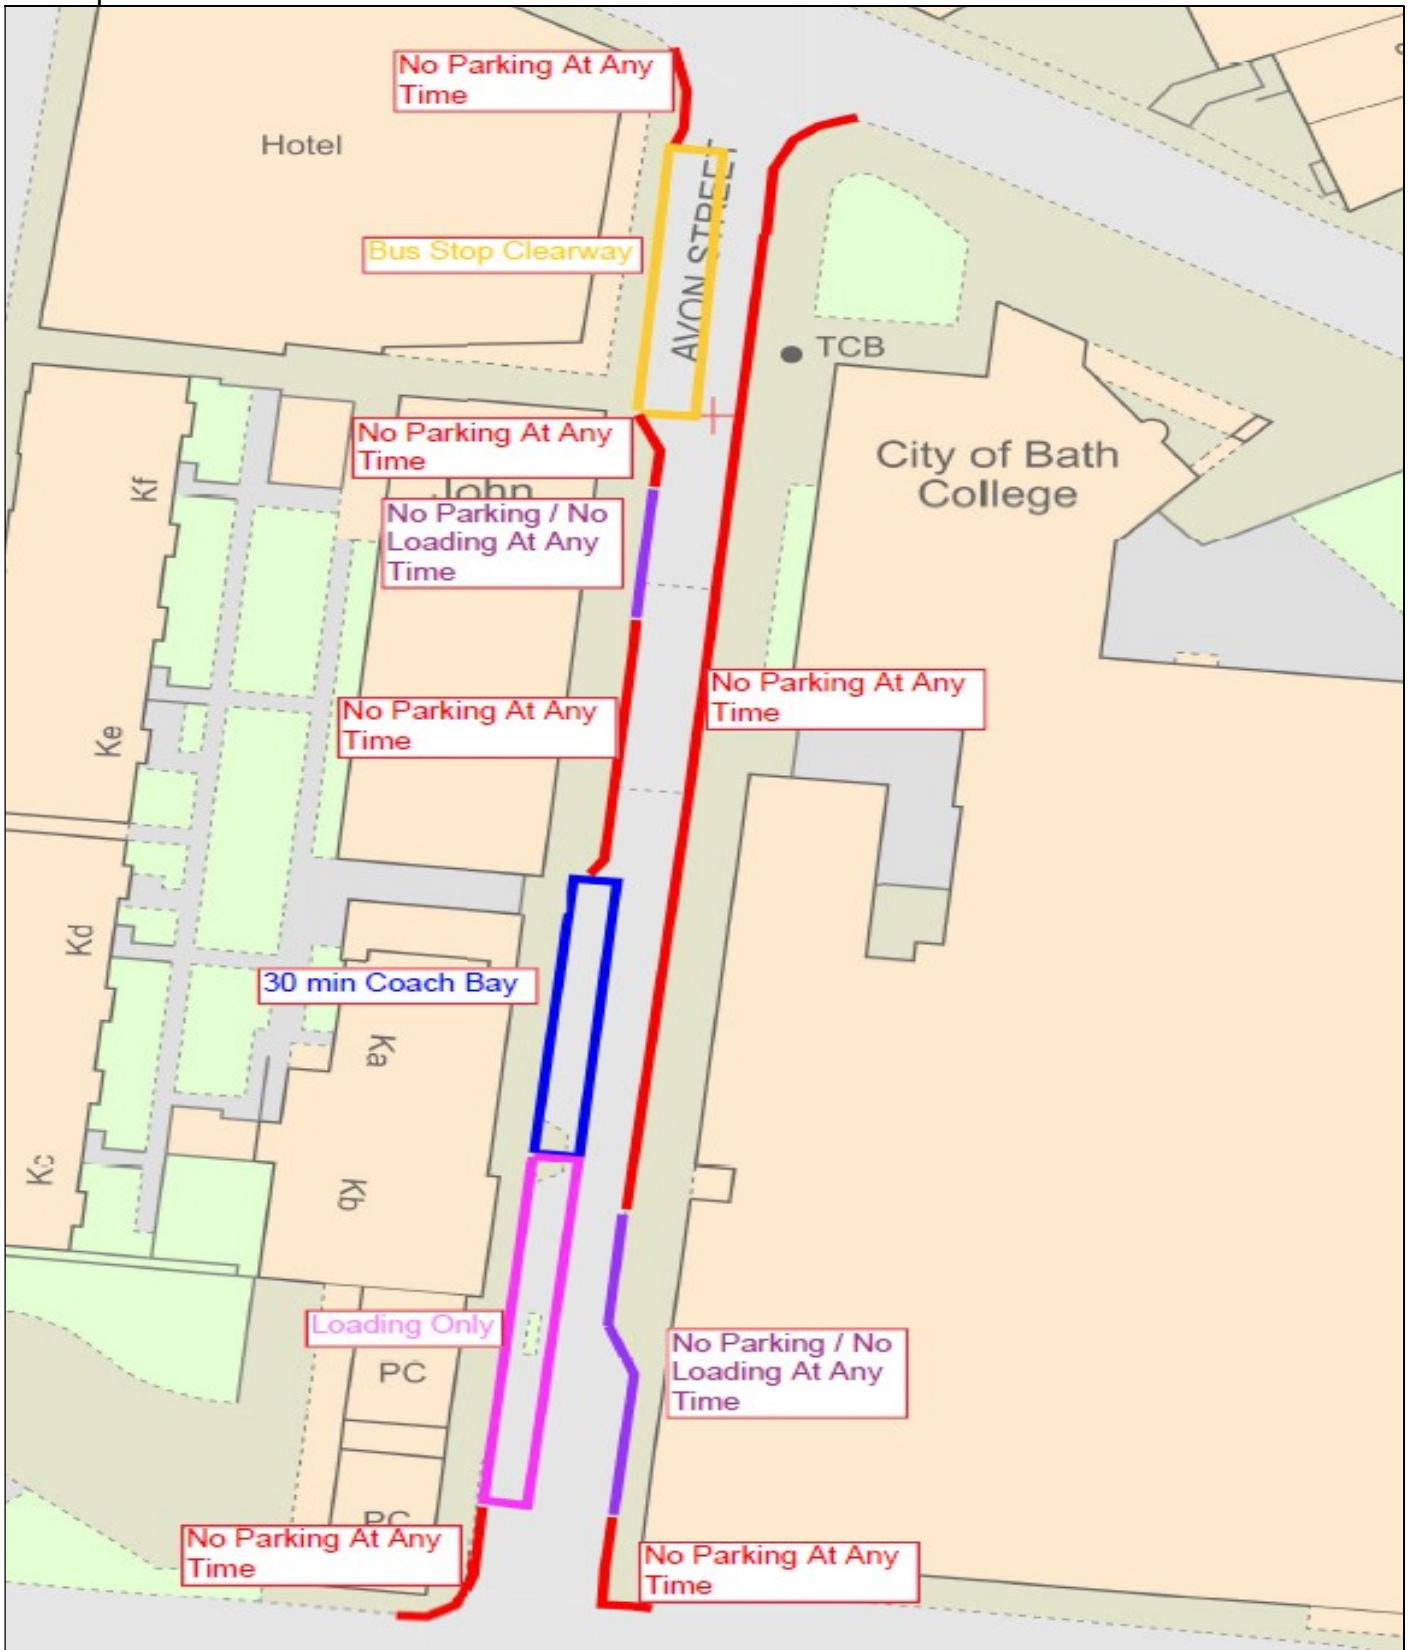 No Parking At Any
Time
Hotel
AVON STREET
Bus Stop Clearway
TCB
No Parking At Any
Time
City of Bath
College
Kf
John
No Parking / No
Loading At Any
Time
No Parking At Any
Time
No Parking At Any
Time
Ke
Kd
30 min Coach Bay
Ka
Kc
Kb
Loading Only
No Parking / No
Loading At Any
Time
PC
PC
No Parking At Any
Time
No Parking At Any
Time